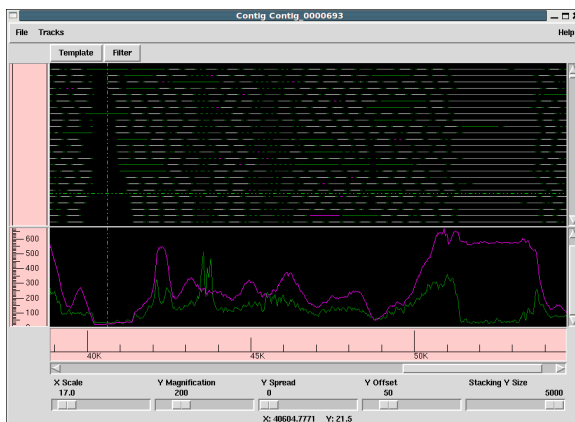 Contig Contig_0000693
File Tracks Help
Template Filter
600
500
400
300
200
100
0
40K 45K 50K
X Scale Y Magnification Y Spread Y Offset Stacking Y Size
17.0 200 0 50 5000
X: 40604.7771 Y: 21.5